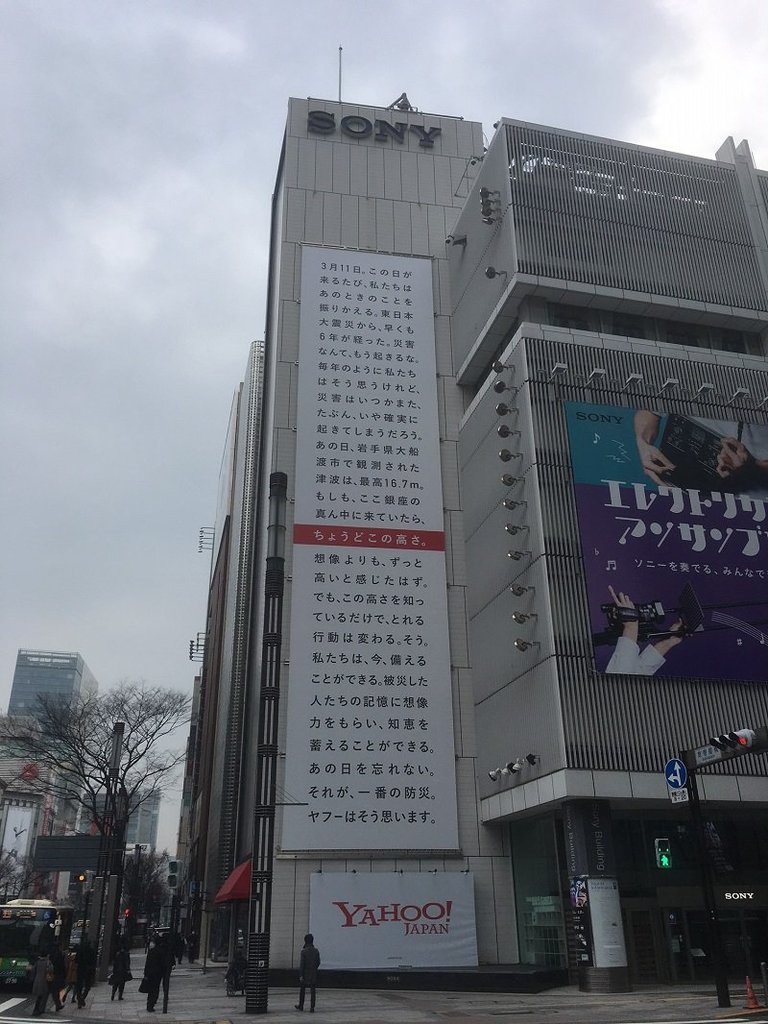 SONY
3月11日。この日が
来るたび、私たちは
あのときのことを
振りかえる。東日本
大震災から、早くも
6年が経った。災害
なんて、もう起きるな。
毎年のように私たち
はそう思うけれど、
災害はいつかまた、
たぶん、いや確実に
起きてしまうだろう。
あの日、岩手県大船
渡市で観測された
津波は、最高16.7m。
もしも、ここ銀座の
真ん中に来ていたら、
ちょうどこの高さ。
想像よりも、ずっと
高いと感じたはず。
でも、この高さを知っ
ているだけで、とれる
行動は変わる。そう。
私たちは、今、備える
ことができる。被災した
人たちの記憶に想像
力をもらい、知恵を
蓄えることができる。
あの日を忘れない。
それが、一番の防災。
ヤフーはそう思います。
YAHOO!
JAPAN
SONY
エレクトリック
アンサンブ
ソニーを奏でる、みんなで
Sony Building
SONY